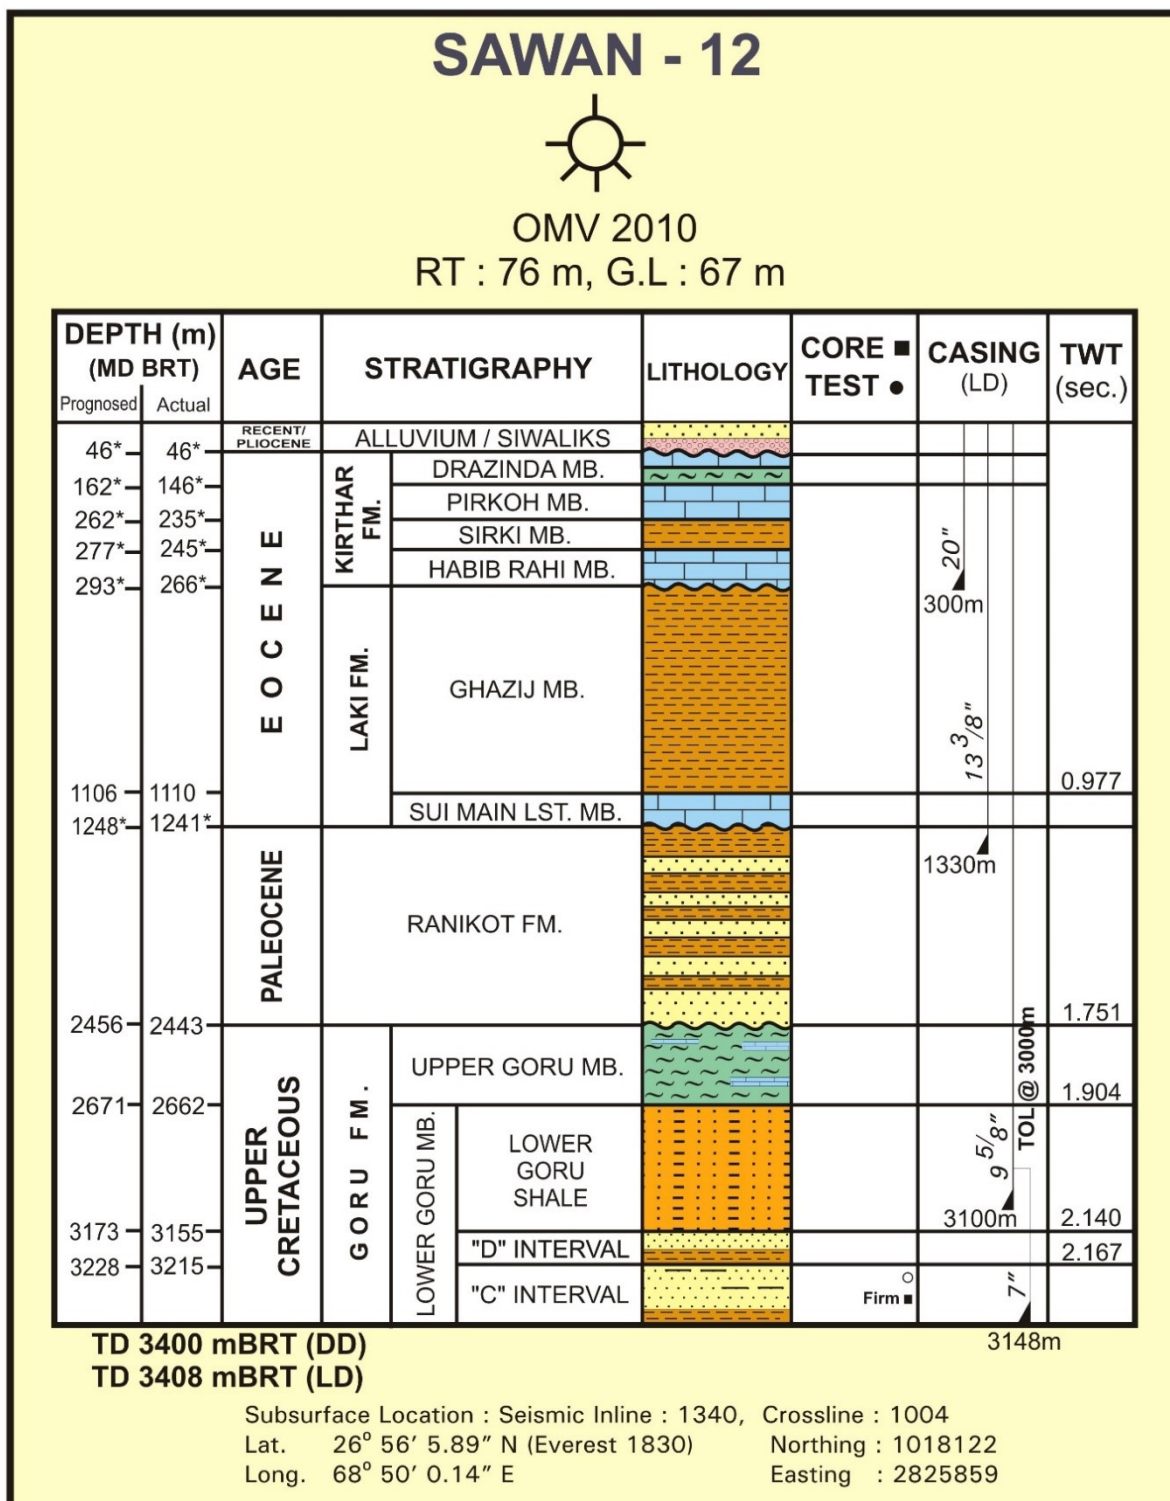 SAWAN - 12
OMV 2010
RT : 76 m, G.L : 67 m
DEPTH (m)
(MD BRT)
Prognosed Actual
AGE
STRATIGRAPHY
LITHOLOGY
CORE ■
TEST ●
CASING
(LD)
TWT
(sec.)
RECENT/
PLIOCENE
ALLUVIUM / SIWALIKS
46* 46*
DRAZINDA MB.
162* 146*
PIRKOH MB.
262* 235*
SIRKI MB.
277* 245*
HABIB RAHI MB.
293* 266*
KIRTHAR
FM.
EOCENE
20"
300m
GHAZIJ MB.
LAKI FM.
13 3/8"
1106 1110
0.977
SUI MAIN LST. MB.
1248* 1241*
1330m
PALEOCENE
RANIKOT FM.
2456 2443
1.751
UPPER GORU MB.
TOL @ 3000m
2671 2662
1.904
UPPER
CRETACEOUS
GORU FM.
LOWER GORU MB.
LOWER
GORU
SHALE
9 5/8"
3100m
3173 3155
2.140
"D" INTERVAL
3228 3215
2.167
"C" INTERVAL
Firm ■
7"
3148m
TD 3400 mBRT (DD)
TD 3408 mBRT (LD)
Subsurface Location : Seismic Inline : 1340, Crossline : 1004
Lat. 26° 56′ 5.89″ N (Everest 1830) Northing : 1018122
Long. 68° 50′ 0.14″ E Easting : 2825859